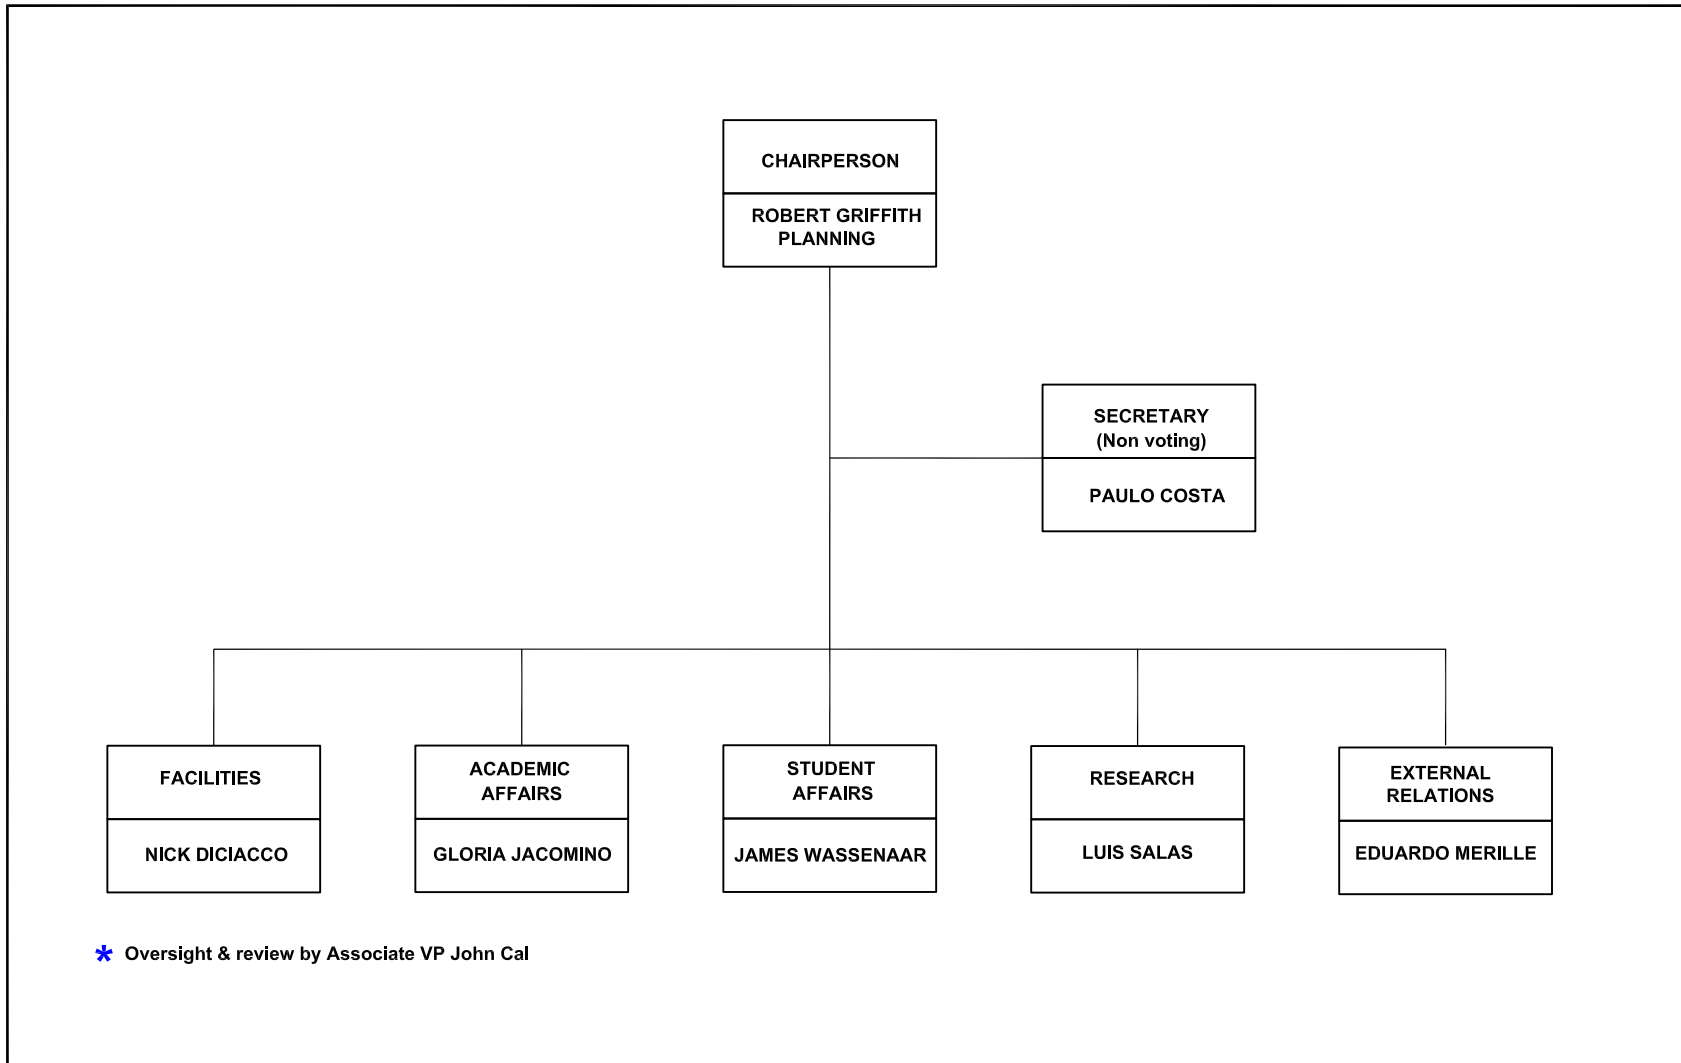 CHAIRPERSON
ROBERT GRIFFITH
PLANNING
SECRETARY
(Non voting)
PAULO COSTA
FACILITIES
NICK DICIACCO
ACADEMIC
AFFAIRS
GLORIA JACOMINO
STUDENT
AFFAIRS
JAMES WASSENAAR
RESEARCH
LUIS SALAS
EXTERNAL
RELATIONS
EDUARDO MERILLE
* Oversight & review by Associate VP John Cal